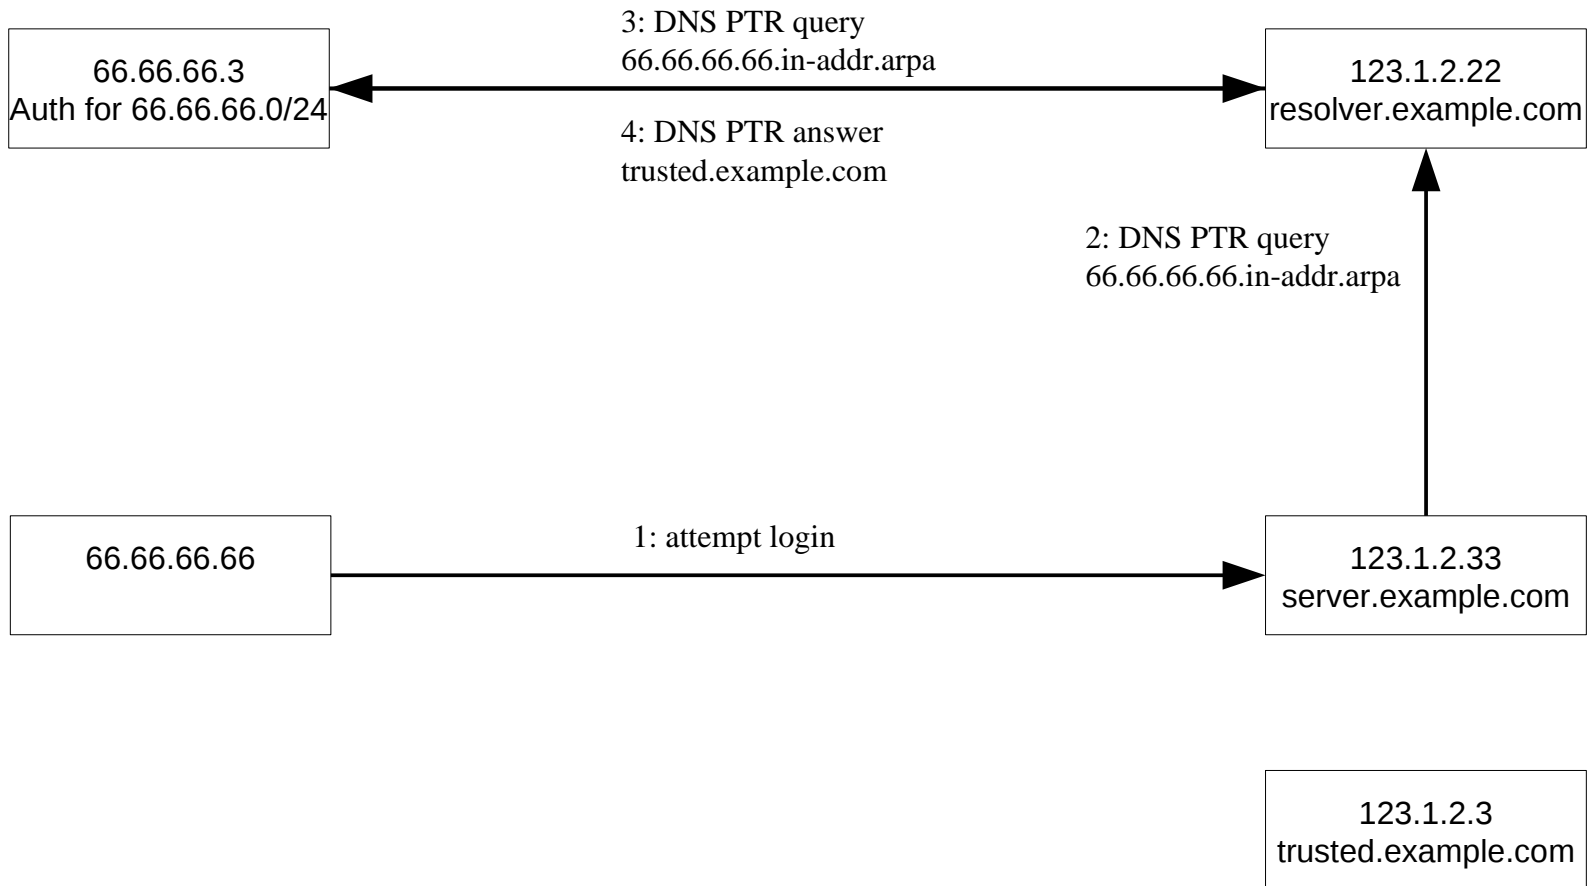 3: DNS PTR query
66.66.66.66.in-addr.arpa
66.66.66.3
Auth for 66.66.66.0/24
123.1.2.22
resolver.example.com
4: DNS PTR answer
trusted.example.com
2: DNS PTR query
66.66.66.66.in-addr.arpa
1: attempt login
66.66.66.66
123.1.2.33
server.example.com
123.1.2.3
trusted.example.com